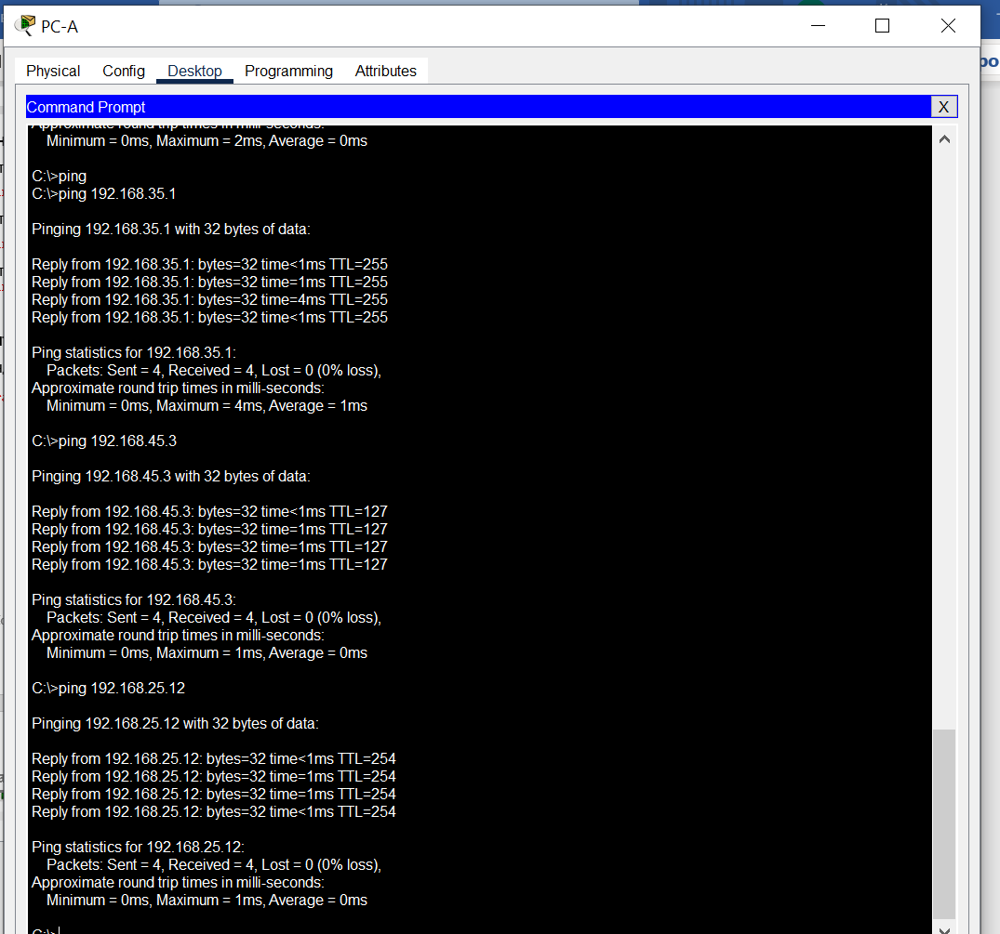 PC-A
Physical Config Desktop Programming Attributes
Command Prompt X
Approximate round trip times in milli-seconds:
Minimum = 0ms, Maximum = 2ms, Average = 0ms
C:\>ping
C:\>ping 192.168.35.1
Pinging 192.168.35.1 with 32 bytes of data:
Reply from 192.168.35.1: bytes=32 time<1ms TTL=255
Reply from 192.168.35.1: bytes=32 time=1ms TTL=255
Reply from 192.168.35.1: bytes=32 time=4ms TTL=255
Reply from 192.168.35.1: bytes=32 time<1ms TTL=255
Ping statistics for 192.168.35.1:
Packets: Sent = 4, Received = 4, Lost = 0 (0% loss),
Approximate round trip times in milli-seconds:
Minimum = 0ms, Maximum = 4ms, Average = 1ms
C:\>ping 192.168.45.3
Pinging 192.168.45.3 with 32 bytes of data:
Reply from 192.168.45.3: bytes=32 time<1ms TTL=127
Reply from 192.168.45.3: bytes=32 time=1ms TTL=127
Reply from 192.168.45.3: bytes=32 time=1ms TTL=127
Reply from 192.168.45.3: bytes=32 time=1ms TTL=127
Ping statistics for 192.168.45.3:
Packets: Sent = 4, Received = 4, Lost = 0 (0% loss),
Approximate round trip times in milli-seconds:
Minimum = 0ms, Maximum = 1ms, Average = 0ms
C:\>ping 192.168.25.12
Pinging 192.168.25.12 with 32 bytes of data:
Reply from 192.168.25.12: bytes=32 time<1ms TTL=254
Reply from 192.168.25.12: bytes=32 time=1ms TTL=254
Reply from 192.168.25.12: bytes=32 time=1ms TTL=254
Reply from 192.168.25.12: bytes=32 time<1ms TTL=254
Ping statistics for 192.168.25.12:
Packets: Sent = 4, Received = 4, Lost = 0 (0% loss),
Approximate round trip times in milli-seconds:
Minimum = 0ms, Maximum = 1ms, Average = 0ms
C:\>